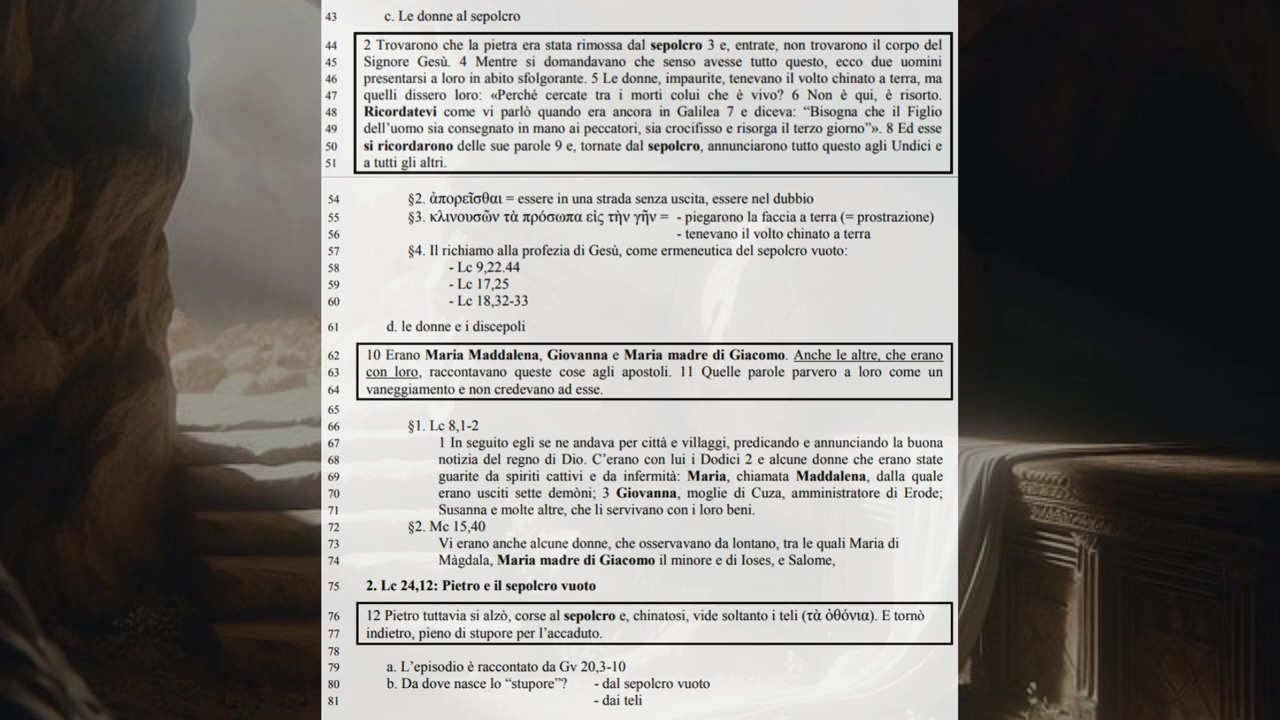 43 c. Le donne al sepolcro
44 2 Trovarono che la pietra era stata rimossa dal sepolcro 3 e, entrate, non trovarono il corpo del
45 Signore Gesù. 4 Mentre si domandavano che senso avesse tutto questo, ecco due uomini
46 presentarsi a loro in abito sfolgorante. 5 Le donne, impaurite, tenevano il volto chinato a terra, ma
47 quelli dissero loro: «Perché cercate tra i morti colui che è vivo? 6 Non è qui, è risorto.
48 Ricordatevi come vi parlò quando era ancora in Galilea 7 e diceva: “Bisogna che il Figlio
49 dell’uomo sia consegnato in mano ai peccatori, sia crocifisso e risorga il terzo giorno”». 8 Ed esse
50 si ricordarono delle sue parole 9 e, tornate dal sepolcro, annunciarono tutto questo agli Undici e
51 a tutti gli altri.
54 §2. ἀπορεῖσθαι = essere in una strada senza uscita, essere nel dubbio
55 §3. κλινουσῶν τὰ πρόσωπα εἰς τὴν γῆν = - piegarono la faccia a terra (= prostrazione)
56 - tenevano il volto chinato a terra
57 §4. Il richiamo alla profezia di Gesù, come ermeneutica del sepolcro vuoto:
58 - Lc 9,22.44
59 - Lc 17,25
60 - Lc 18,32-33
61 d. le donne e i discepoli
62 10 Erano Maria Maddalena, Giovanna e Maria madre di Giacomo. Anche le altre, che erano
63 con loro, raccontavano queste cose agli apostoli. 11 Quelle parole parvero a loro come un
64 vaneggiamento e non credevano ad esse.
65
66 §1. Lc 8,1-2
67 1 In seguito egli se ne andava per città e villaggi, predicando e annunciando la buona
68 notizia del regno di Dio. C’erano con lui i Dodici 2 e alcune donne che erano state
69 guarite da spiriti cattivi e da infermità: Maria, chiamata Maddalena, dalla quale
70 erano usciti sette demòni; 3 Giovanna, moglie di Cuza, amministratore di Erode;
71 Susanna e molte altre, che li servivano con i loro beni.
72 §2. Mc 15,40
73 Vi erano anche alcune donne, che osservavano da lontano, tra le quali Maria di
74 Màgdala, Maria madre di Giacomo il minore e di Ioses, e Salome,
75 2. Lc 24,12: Pietro e il sepolcro vuoto
76 12 Pietro tuttavia si alzò, corse al sepolcro e, chinatosi, vide soltanto i teli (τὰ ὀθόνια). E tornò
77 indietro, pieno di stupore per l’accaduto.
78
79 a. L’episodio è raccontato da Gv 20,3-10
80 b. Da dove nasce lo “stupore”? - dal sepolcro vuoto
81 - dai teli